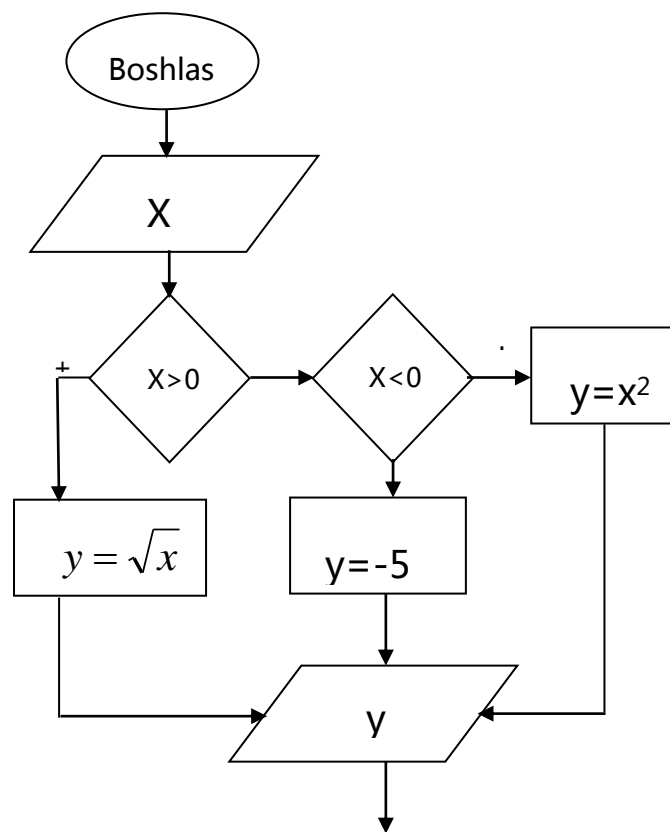 Boshlas
X
+
X>0
X<0
.
y=x²
y = √x
y=-5
y